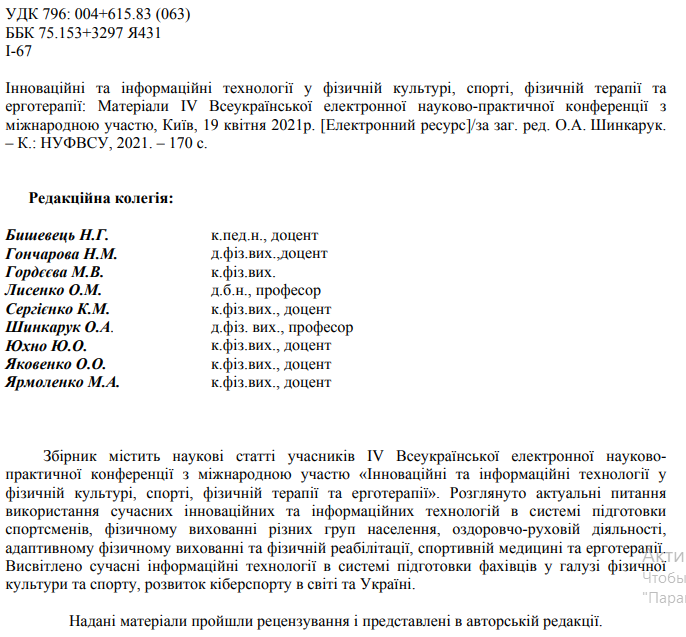 УДК 796: 004+615.83 (063)
ББК 75.153+3297 Я431
І-67
Інноваційні та інформаційні технології у фізичній культурі, спорті, фізичній терапії та
ерготерапії: Матеріали IV Всеукраїнської електронної науково-практичної конференції з
міжнародною участю, Київ, 19 квітня 2021р. [Електронний ресурс]/за заг. ред. О.А. Шинкарук.
– К.: НУФВСУ, 2021. – 170 с.
Редакційна колегія:
Бишевець Н.Г. к.пед.н., доцент
Гончарова Н.М. д.фіз.вих.,доцент
Гордєєва М.В. к.фіз.вих.
Лисенко О.М. д.б.н., професор
Сергієнко К.М. к.фіз.вих., доцент
Шинкарук О.А. д.фіз. вих., професор
Юхно Ю.О. к.фіз.вих., доцент
Яковенко О.О. к.фіз.вих., доцент
Ярмоленко М.А. к.фіз.вих., доцент
Збірник містить наукові статті учасників IV Всеукраїнської електронної науково-
практичної конференції з міжнародною участю «Інноваційні та інформаційні технології у
фізичній культурі, спорті, фізичній терапії та ерготерапії». Розглянуто актуальні питання
використання сучасних інноваційних та інформаційних технологій в системі підготовки
спортсменів, фізичному вихованні різних груп населення, оздоровчо-руховій діяльності,
адаптивному фізичному вихованні та фізичній реабілітації, спортивній медицині та ерготерапії.
Висвітлено сучасні інформаційні технології в системі підготовки фахівців у галузі фізичної
культури та спорту, розвиток кіберспорту в світі та Україні.
Акти
Чтобы
"Пара
Надані матеріали пройшли рецензування і представлені в авторській редакції.